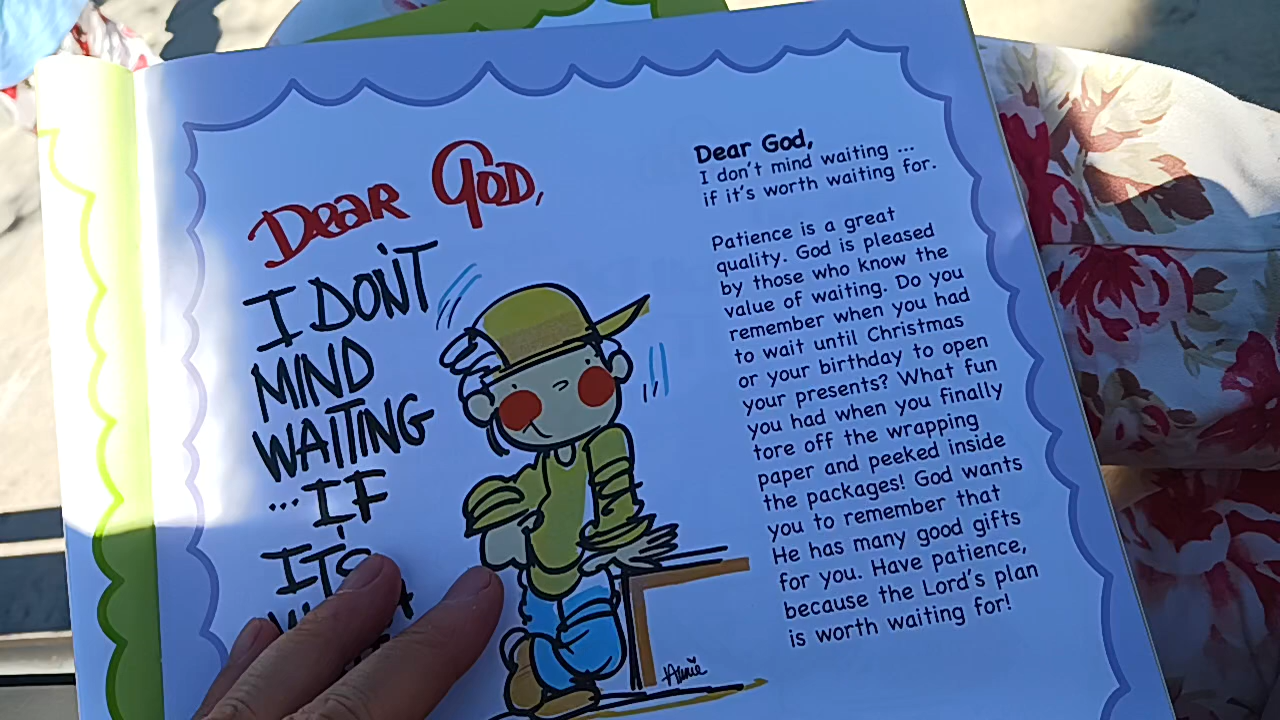 DEAR GOD,
I DON'T
MIND
WAITING
...IF
IT'S
Dear God,
I don't mind waiting ...
if it's worth waiting for.
Patience is a great
quality. God is pleased
by those who know the
value of waiting. Do you
remember when you had
to wait until Christmas
or your birthday to open
your presents? What fun
you had when you finally
tore off the wrapping
paper and peeked inside
the packages! God wants
you to remember that
He has many good gifts
for you. Have patience,
because the Lord's plan
is worth waiting for!
Annie